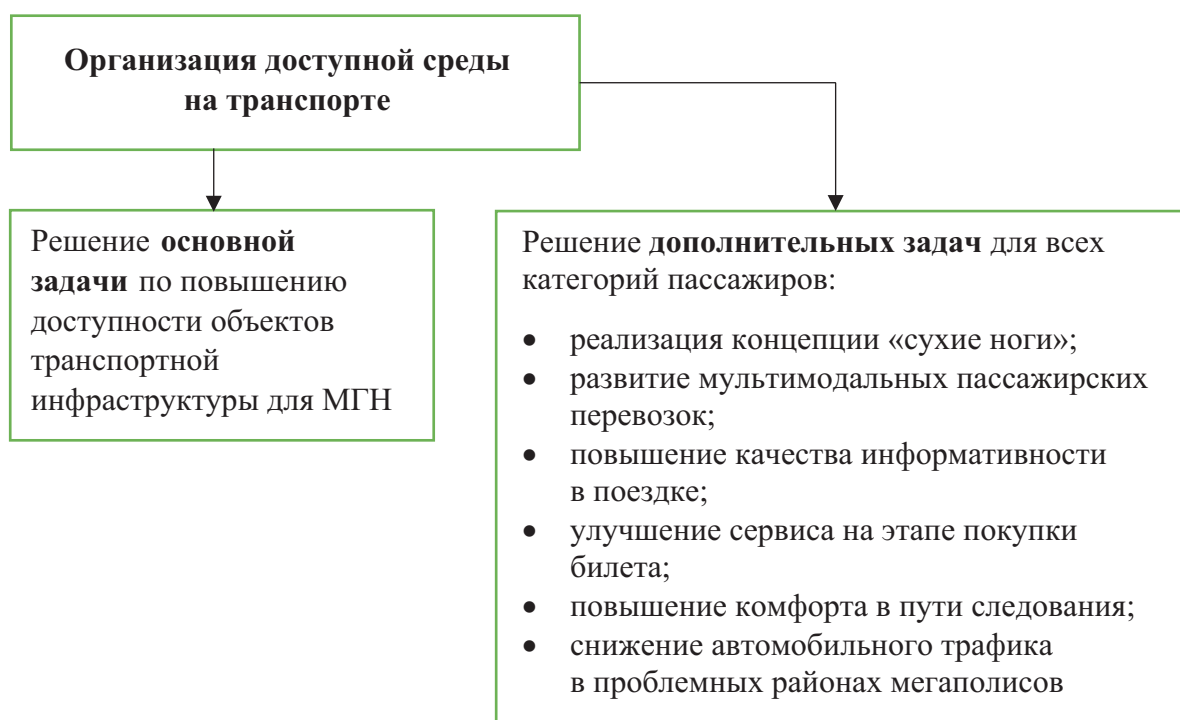 Организация доступной среды
на транспорте
Решение основной
задачи по повышению
доступности объектов
транспортной
инфраструктуры для МГН
Решение дополнительных задач для всех
категорий пассажиров:
• реализация концепции «сухие ноги»;
• развитие мультимодальных пассажирских
перевозок;
• повышение качества информативности
в поездке;
• улучшение сервиса на этапе покупки
билета;
• повышение комфорта в пути следования;
• снижение автомобильного трафика
в проблемных районах мегаполисов